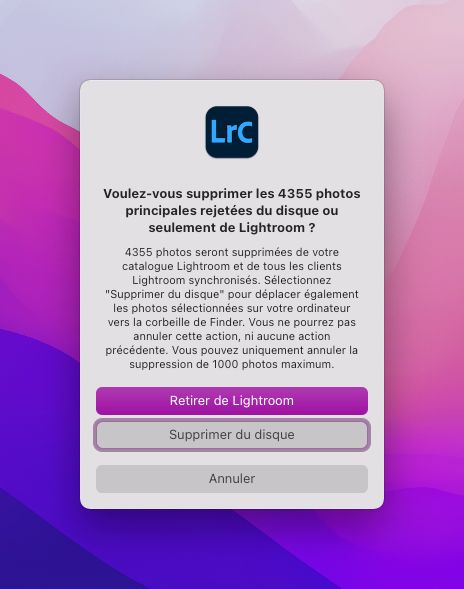 LrC
Voulez-vous supprimer les 4355 photos
principales rejetées du disque ou
seulement de Lightroom ?
4355 photos seront supprimées de votre
catalogue Lightroom et de tous les clients
Lightroom synchronisés. Sélectionnez
"Supprimer du disque" pour déplacer également
les photos sélectionnées sur votre ordinateur
vers la corbeille de Finder. Vous ne pourrez pas
annuler cette action, ni aucune action
précédente. Vous pouvez uniquement annuler la
suppression de 1000 photos maximum.
Retirer de Lightroom
Supprimer du disque
Annuler